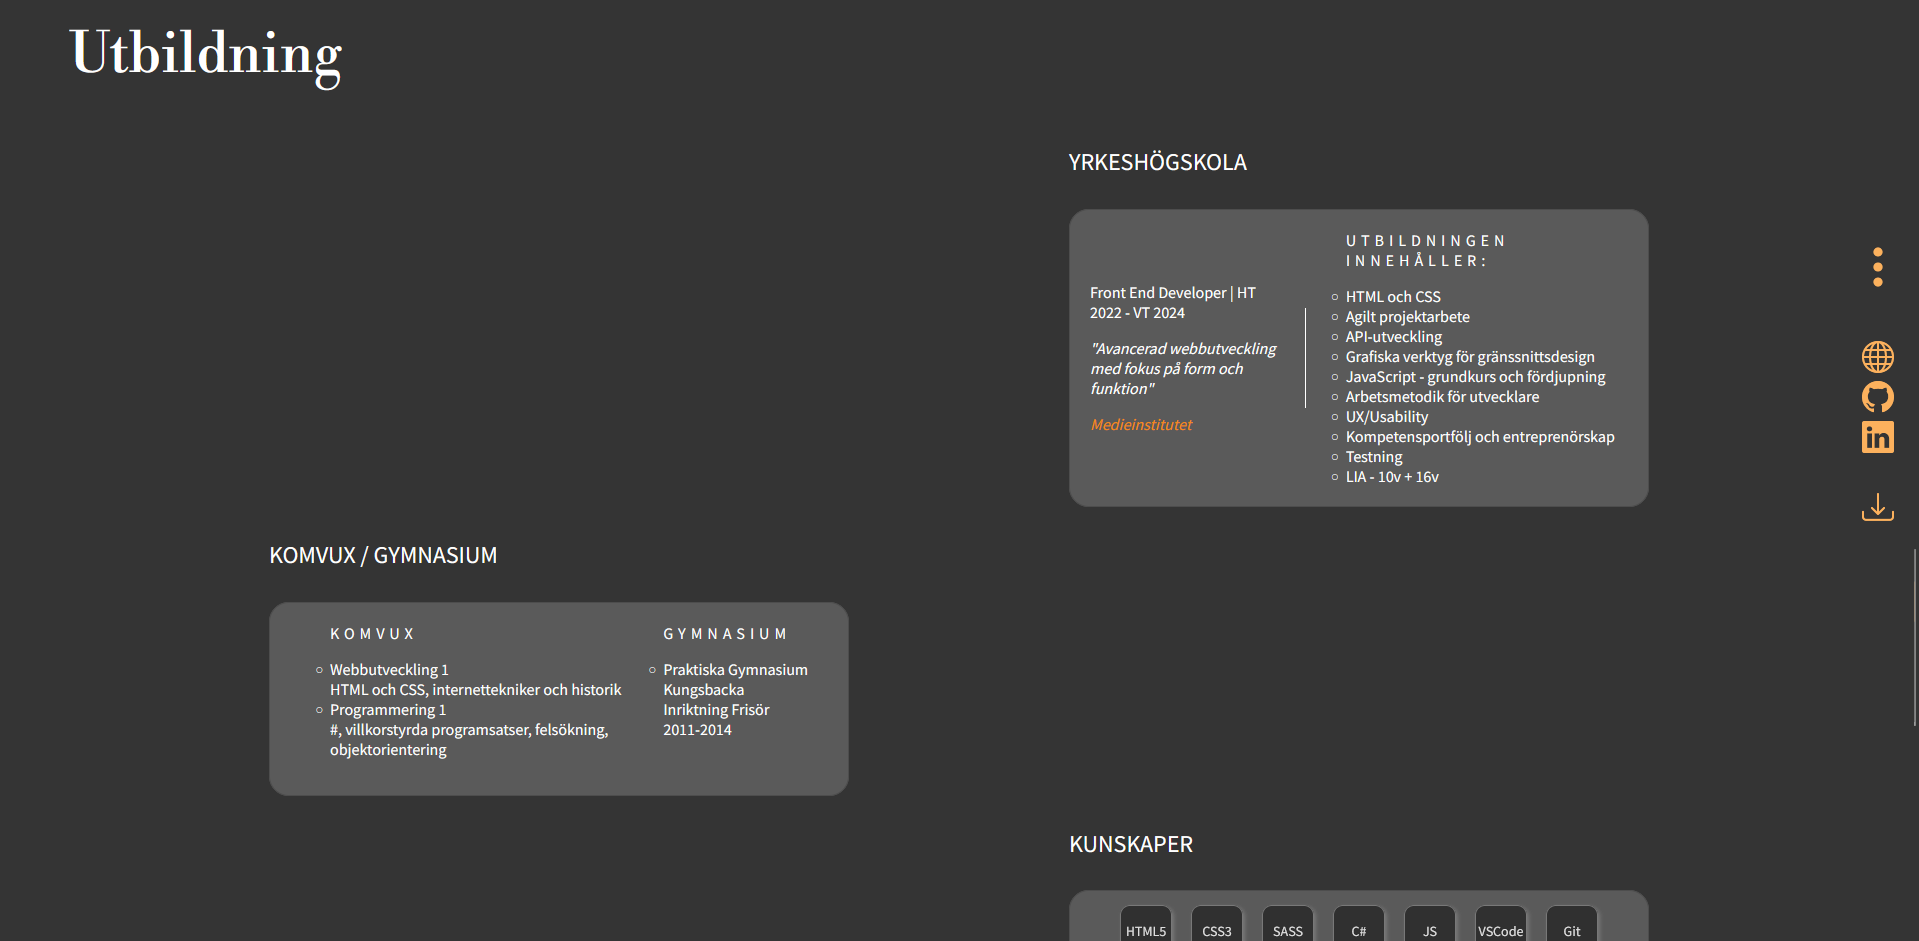 Utbildning
YRKESHÖGSKOLA
Front End Developer | HT
2022 - VT 2024
"Avancerad webbutveckling
med fokus på form och
funktion"
Medieinstitutet
UTBILDNINGEN
INNEHÅLLER:
HTML och CSS
Agilt projektarbete
API-utveckling
Grafiska verktyg för gränssnittsdesign
JavaScript - grundkurs och fördjupning
Arbetsmetodik för utvecklare
UX/Usability
Kompetensportfölj och entreprenörskap
Testning
LIA - 10v + 16v
in
KOMVUX / GYMNASIUM
KOMVUX
Webbutveckling 1
HTML och CSS, internettekniker och historik
Programmering 1
#, villkorstyrda programsatser, felsökning,
objektorientering
GYMNASIUM
Praktiska Gymnasium
Kungsbacka
Inriktning Frisör
2011-2014
KUNSKAPER
HTML5 CSS3 SASS C# JS VSCode Git